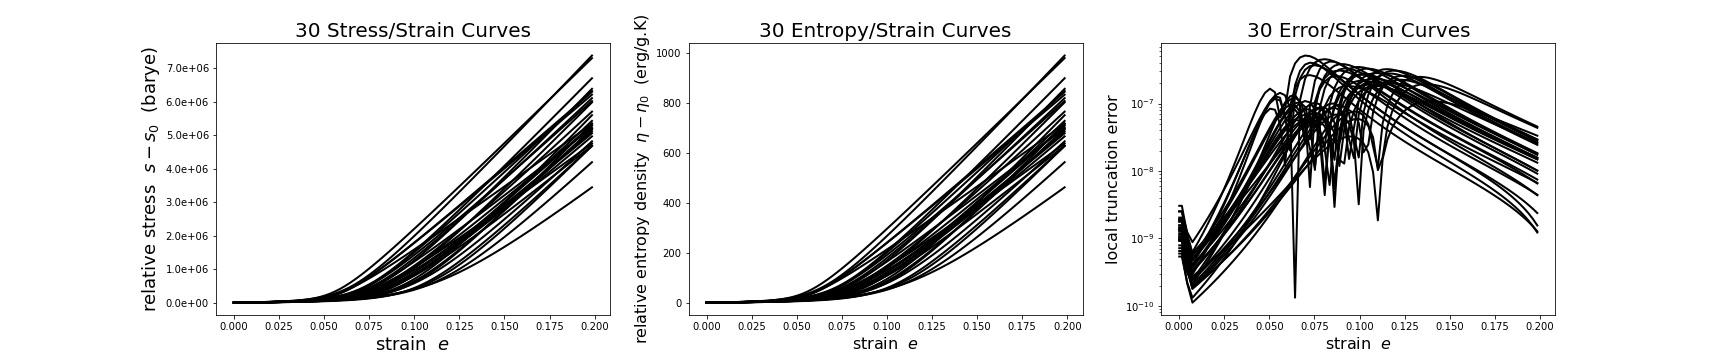 30 Stress/Strain Curves
relative stress s − s₀ (barye)
7.0e+06
6.0e+06
5.0e+06
4.0e+06
3.0e+06
2.0e+06
1.0e+06
0.0e+00
0.000 0.025 0.050 0.075 0.100 0.125 0.150 0.175 0.200
strain e
30 Entropy/Strain Curves
relative entropy density η − η₀ (erg/g.K)
1000
800
600
400
200
0
0.000 0.025 0.050 0.075 0.100 0.125 0.150 0.175 0.200
strain e
30 Error/Strain Curves
local truncation error
10⁻⁷
10⁻⁸
10⁻⁹
10⁻¹⁰
0.000 0.025 0.050 0.075 0.100 0.125 0.150 0.175 0.200
strain e